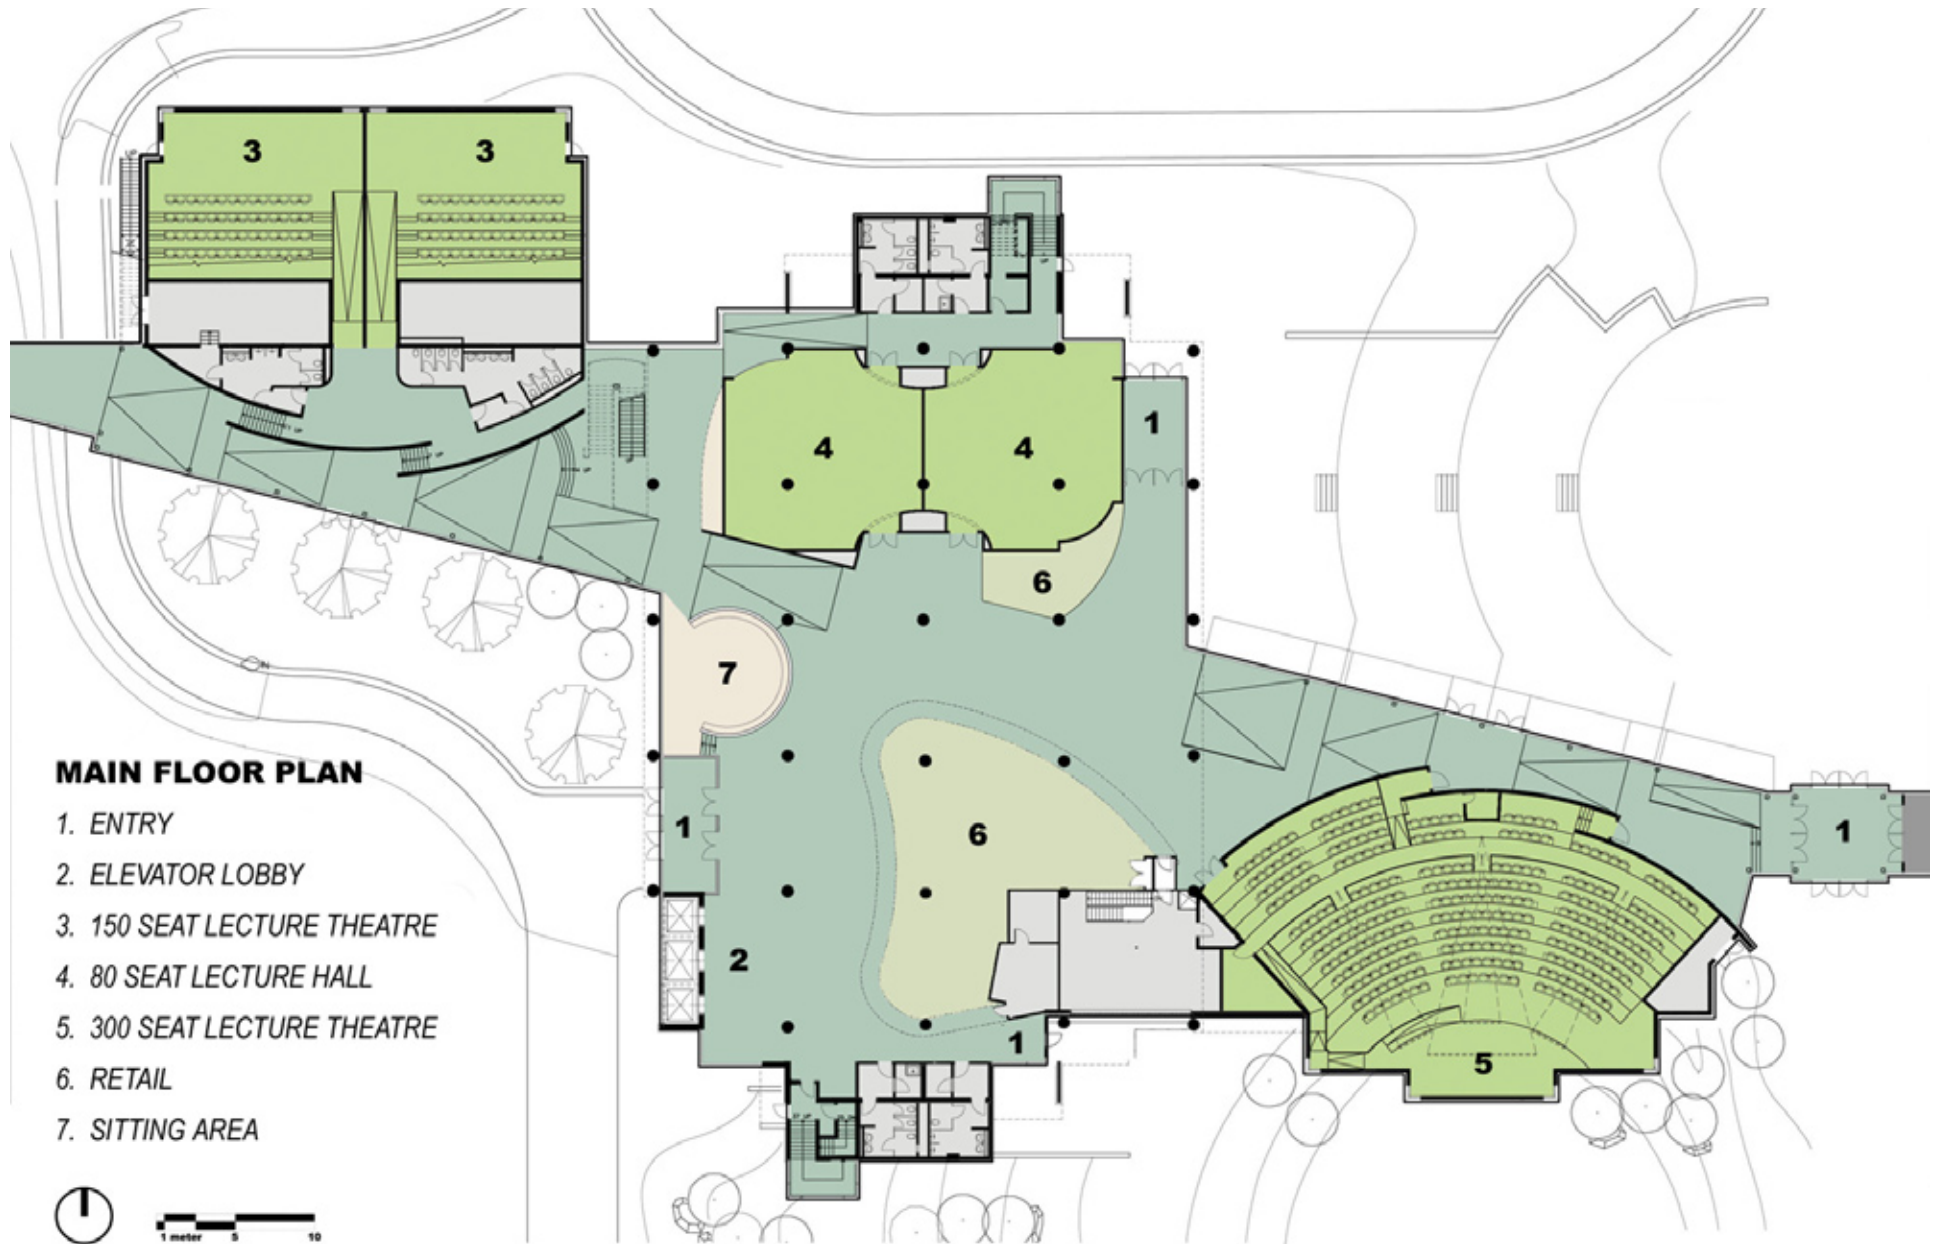 3
3
1
4
4
6
7
MAIN FLOOR PLAN
1. ENTRY
1
6
1
2. ELEVATOR LOBBY
3. 150 SEAT LECTURE THEATRE
2
4. 80 SEAT LECTURE HALL
5. 300 SEAT LECTURE THEATRE
1
5
6. RETAIL
7. SITTING AREA
1 meter 5 10